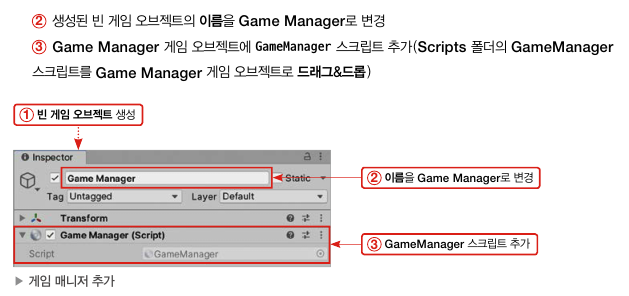 ② 생성된 빈 게임 오브젝트의 이름을 Game Manager로 변경
③ Game Manager 게임 오브젝트에 GameManager 스크립트 추가(Scripts 폴더의 GameManager
스크립트를 Game Manager 게임 오브젝트로 드래그&드롭)
① 빈 게임 오브젝트 생성
Inspector
Game Manager
Static
② 이름을 Game Manager로 변경
Tag Untagged Layer Default
Transform
Game Manager (Script)
③ GameManager 스크립트 추가
Script GameManager
▶ 게임 매니저 추가